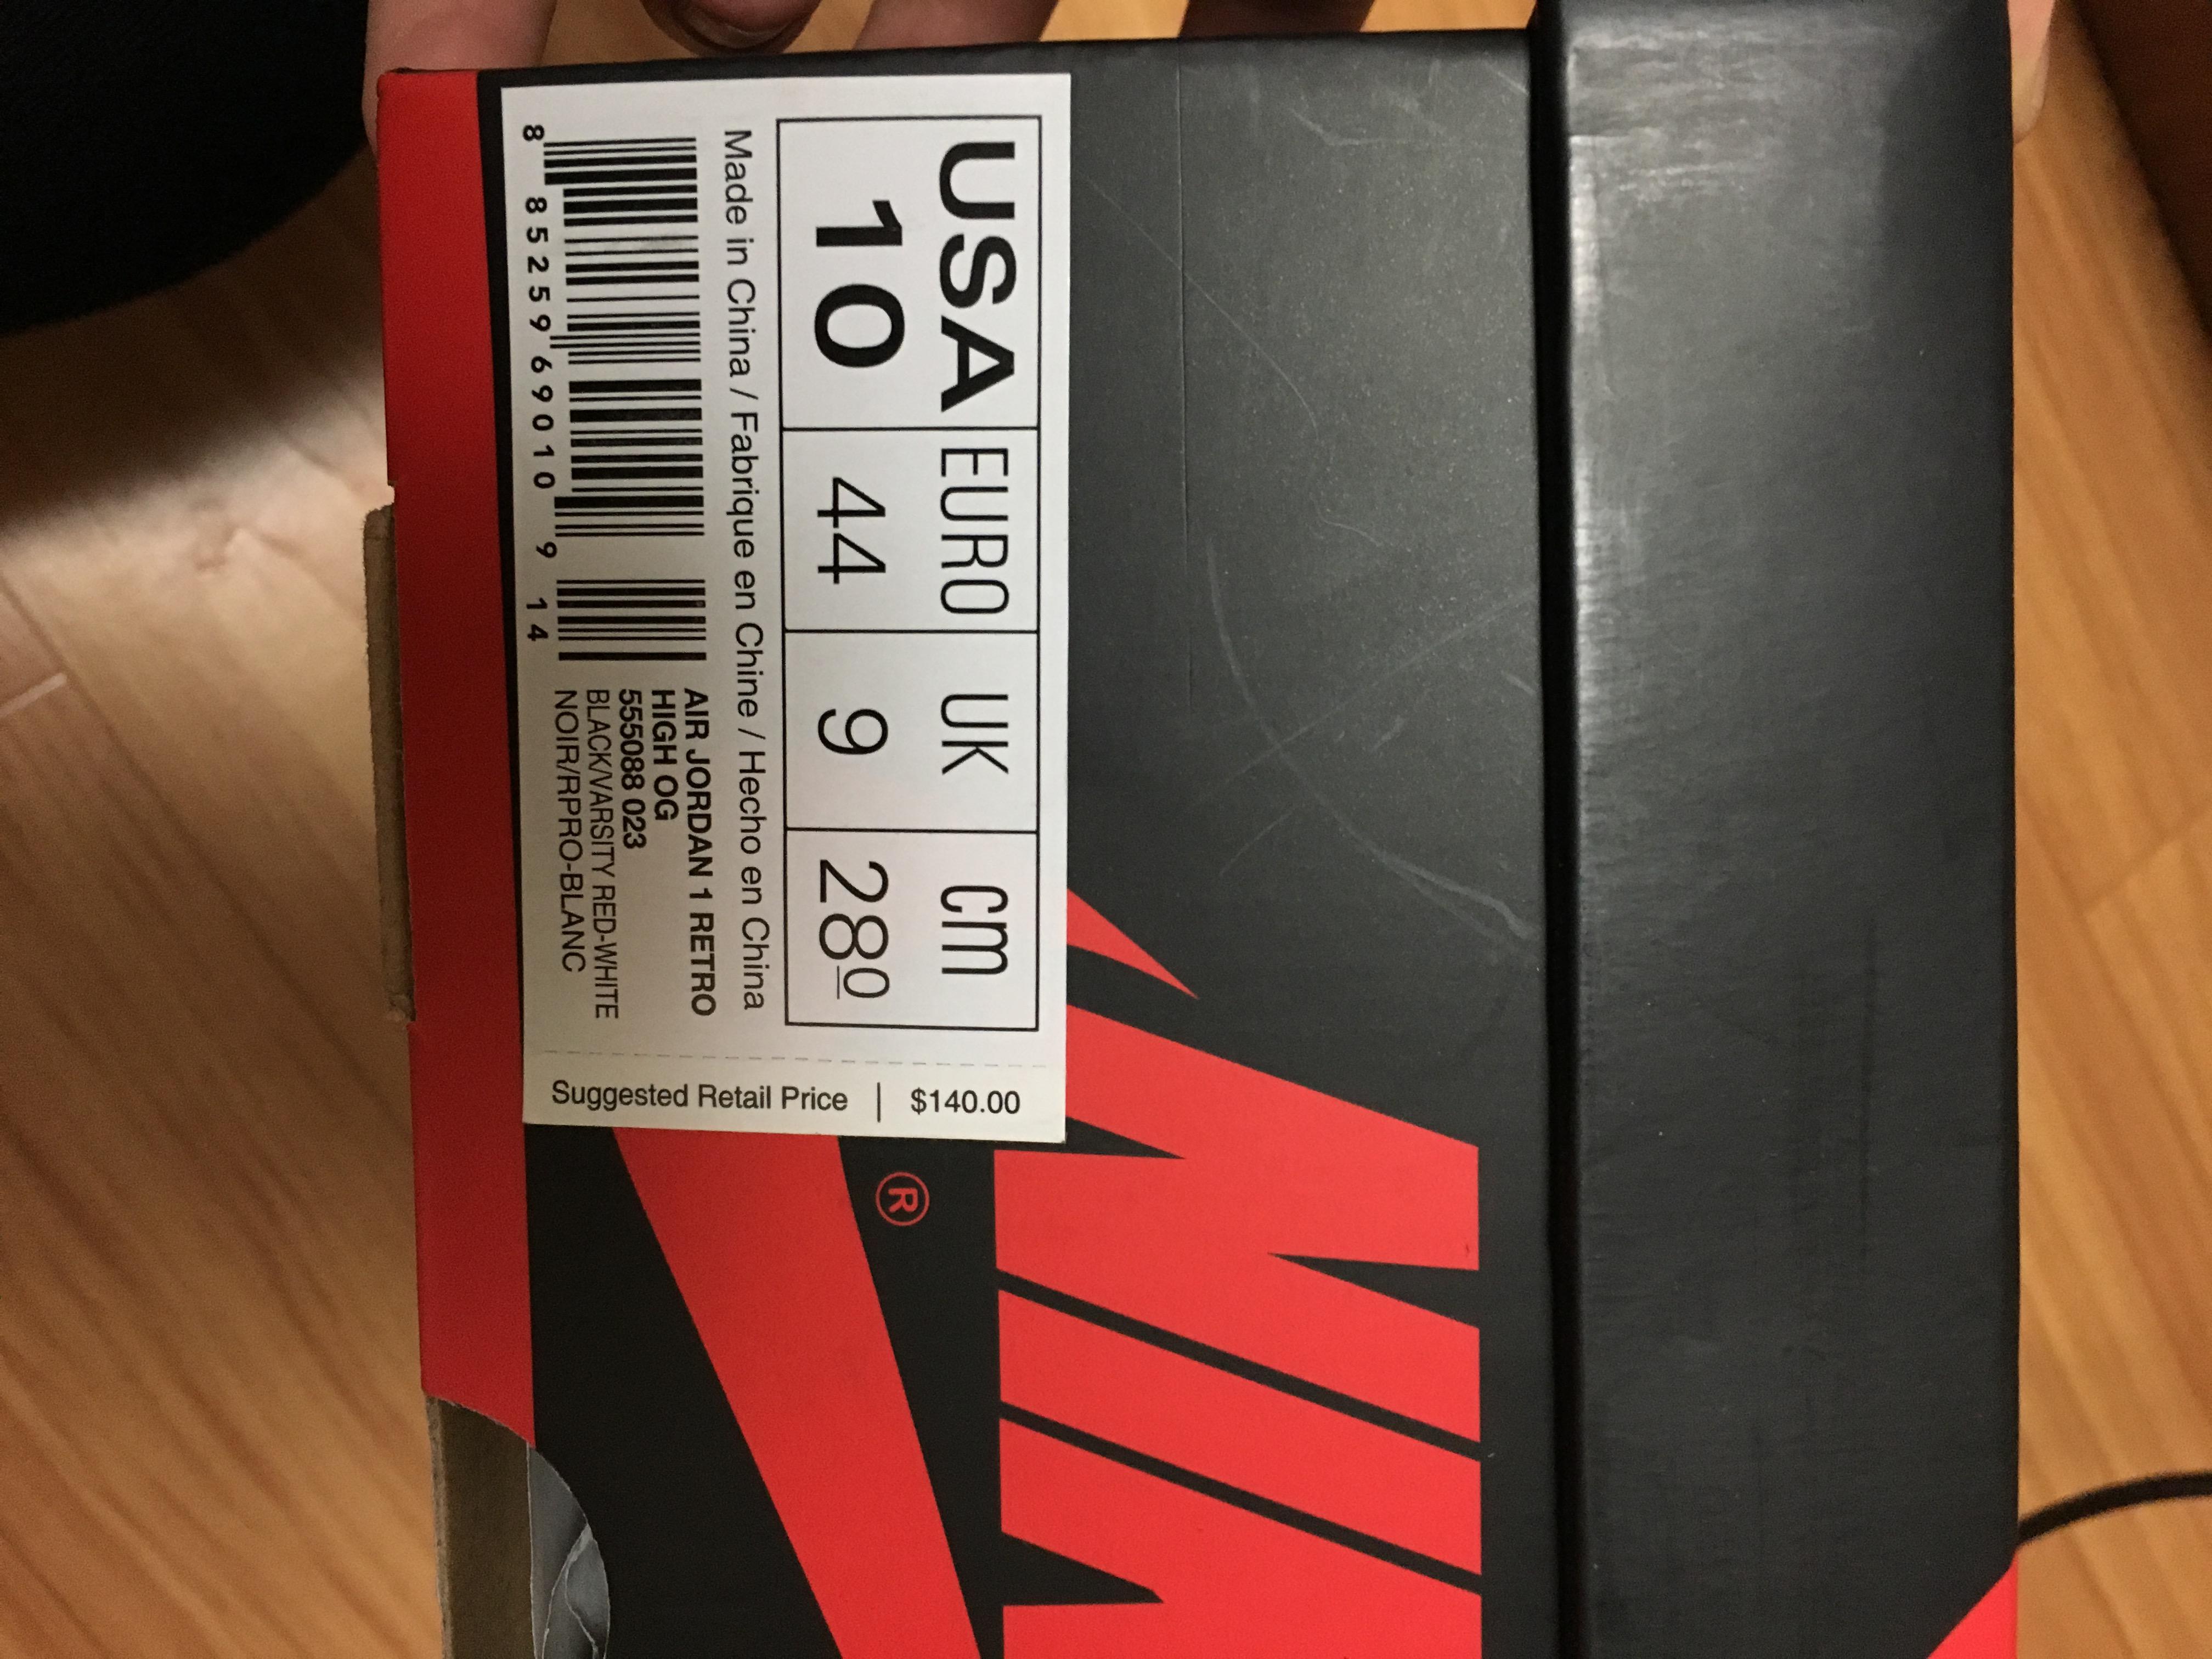 USA EURO UK cm
10 44 9 28⁰
Made in China / Fabrique en Chine / Hecho en China
AIR JORDAN 1 RETRO
HIGH OG
555088 023
BLACK/VARSITY RED-WHITE
NOIR/RPRO-BLANC
8 85259 69010 9 14
Suggested Retail Price | $140.00
®
NIKE